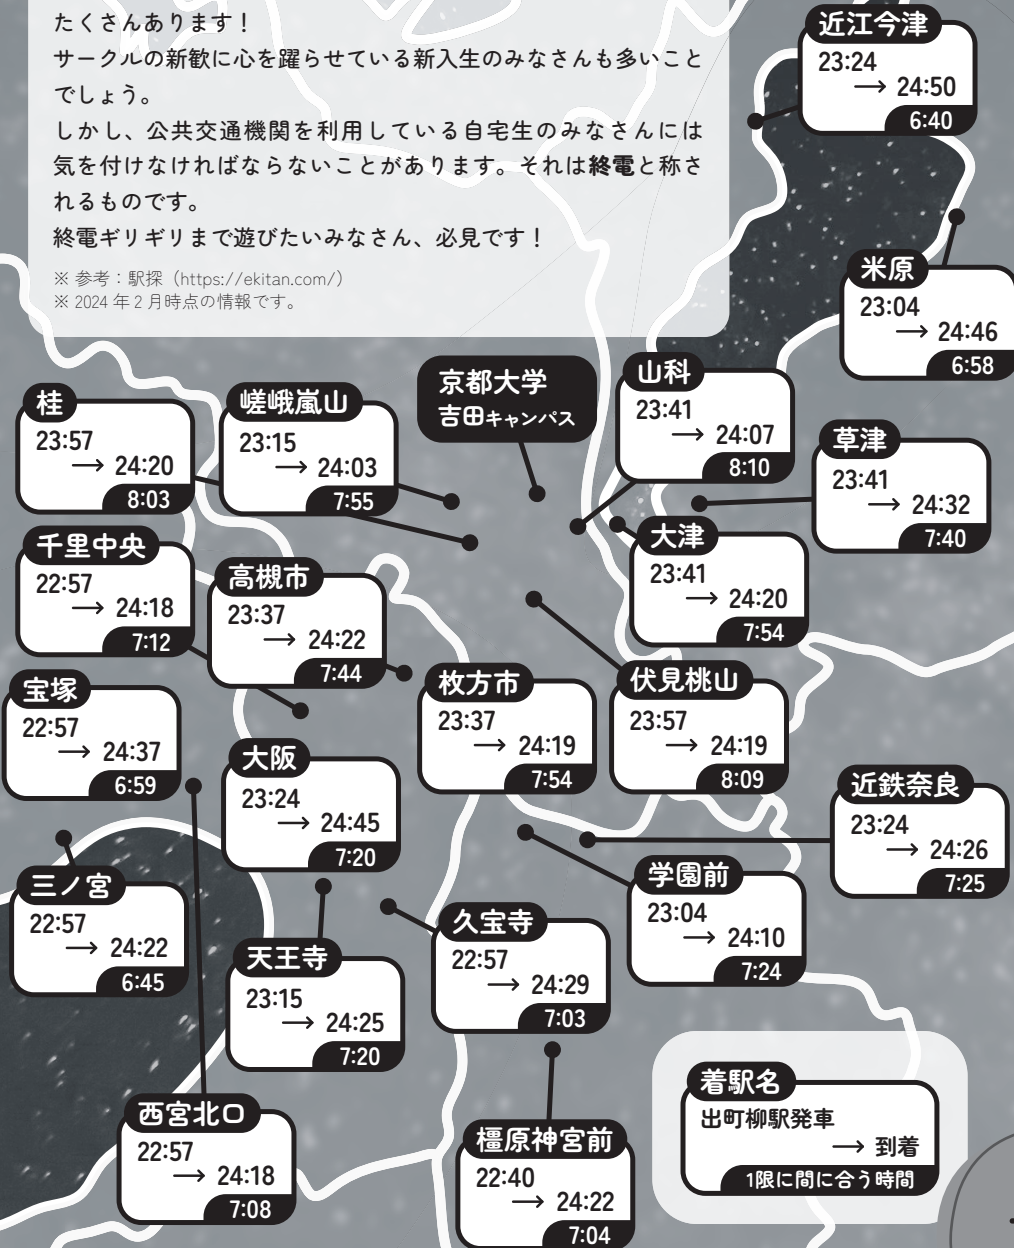 たくさんあります！
サークルの新歓に心を躍らせている新入生のみなさんも多いこと
でしょう。
しかし、公共交通機関を利用している自宅生のみなさんには
気を付けなければならないことがあります。それは終電と称さ
れるものです。
終電ギリギリまで遊びたいみなさん、必見です！
※ 参考：駅探（https://ekitan.com/）
※ 2024 年 2 月時点の情報です。
近江今津
23:24
→ 24:50
6:40
米原
23:04
→ 24:46
6:58
京都大学
吉田キャンパス
山科
23:41
→ 24:07
8:10
桂
23:57
→ 24:20
8:03
嵯峨嵐山
23:15
→ 24:03
7:55
草津
23:41
→ 24:32
7:40
千里中央
22:57
→ 24:18
7:12
高槻市
23:37
→ 24:22
7:44
大津
23:41
→ 24:20
7:54
宝塚
22:57
→ 24:37
6:59
枚方市
23:37
→ 24:19
7:54
伏見桃山
23:57
→ 24:19
8:09
大阪
23:24
→ 24:45
7:20
近鉄奈良
23:24
→ 24:26
7:25
三ノ宮
22:57
→ 24:22
6:45
学園前
23:04
→ 24:10
7:24
久宝寺
22:57
→ 24:29
7:03
天王寺
23:15
→ 24:25
7:20
西宮北口
22:57
→ 24:18
7:08
橿原神宮前
22:40
→ 24:22
7:04
着駅名
出町柳駅発車
→ 到着
1限に間に合う時間